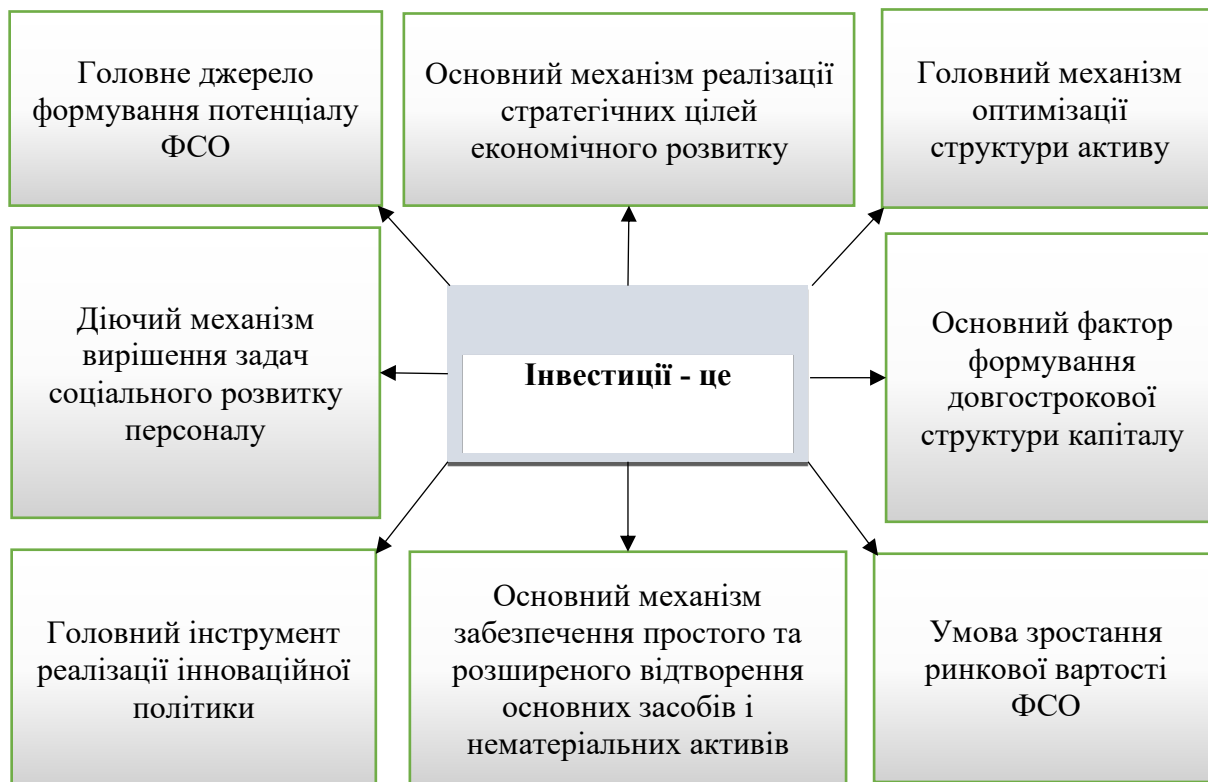 Головне джерело
формування потенціалу
ФСО
Основний механізм реалізації
стратегічних цілей
економічного розвитку
Головний механізм
оптимізації
структури активу
Діючий механізм
вирішення задач
соціального розвитку
персоналу
Інвестиції - це
Основний фактор
формування
довгострокової
структури капіталу
Головний інструмент
реалізації інноваційної
політики
Основний механізм
забезпечення простого та
розширеного відтворення
основних засобів і
нематеріальних активів
Умова зростання
ринкової вартості
ФСО